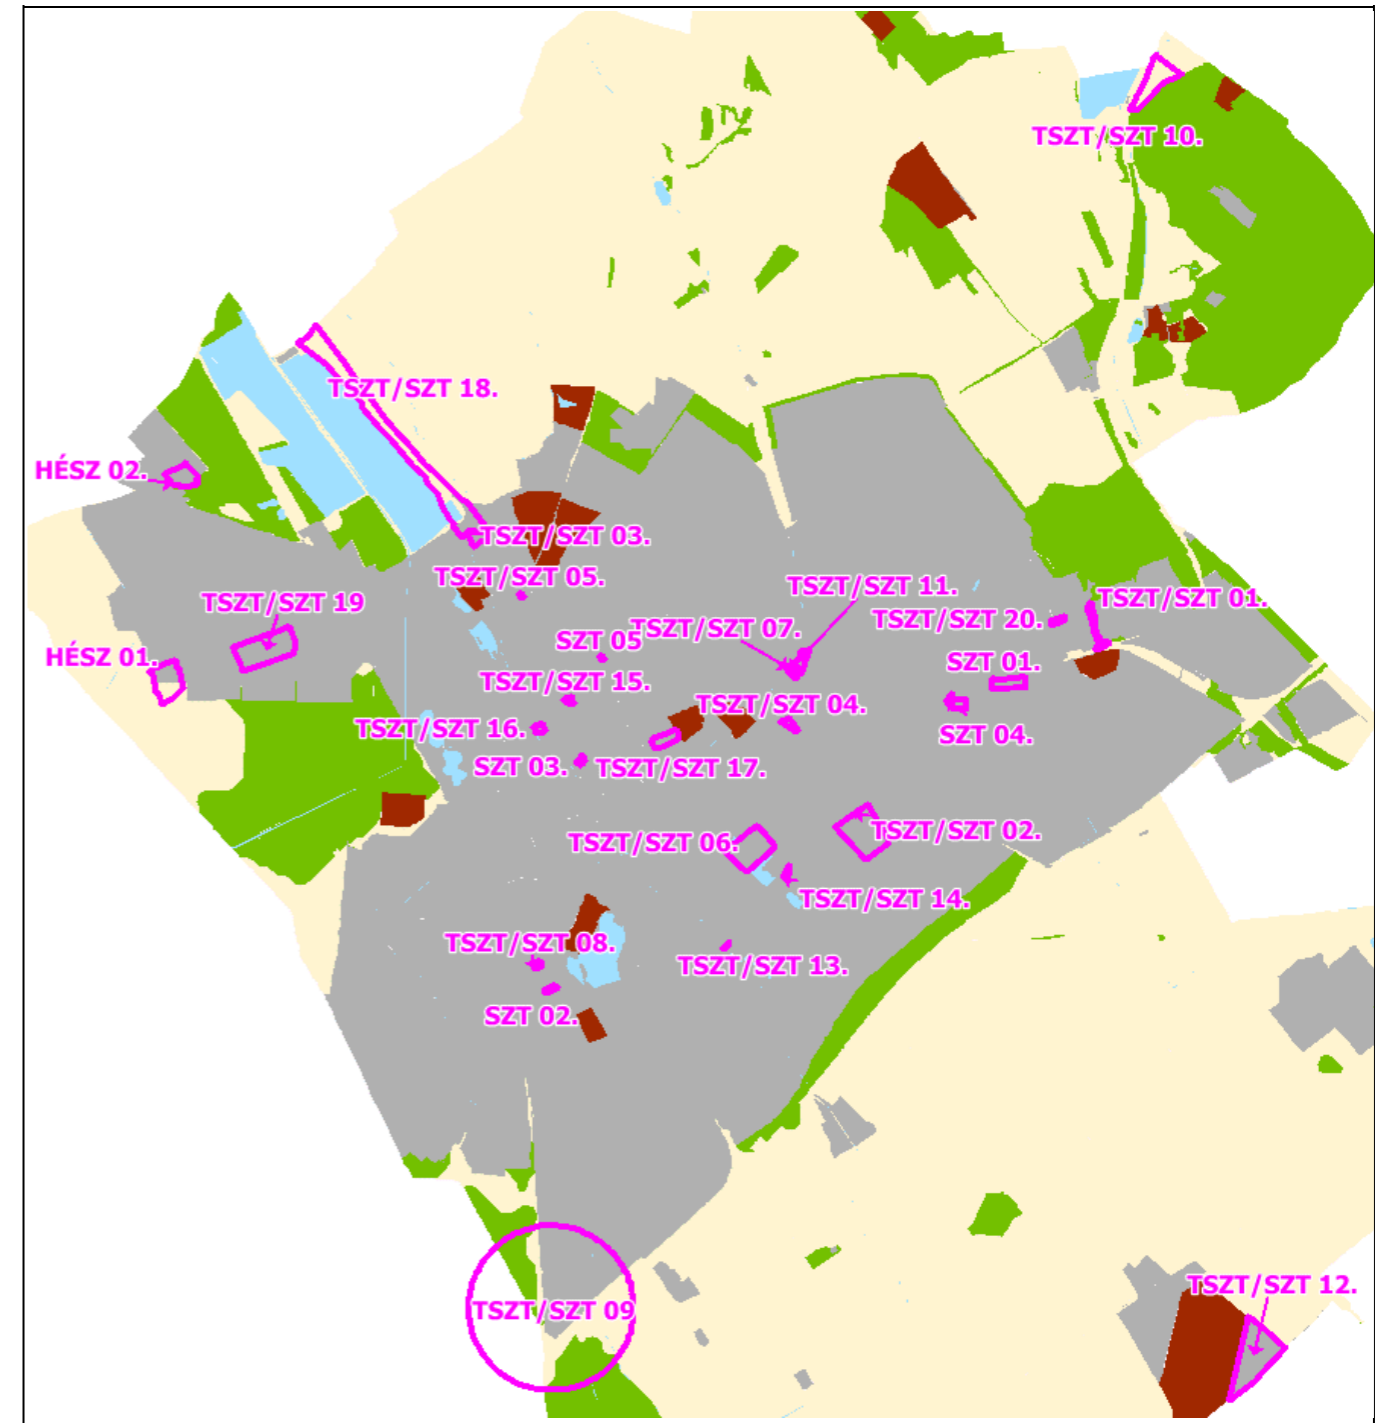 TSZT/SZT 10.
TSZT/SZT 18.
HÉSZ 02.
TSZT/SZT 03.
TSZT/SZT 05.
TSZT/SZT 11.
TSZT/SZT 19
TSZT/SZT 01.
TSZT/SZT 20.
TSZT/SZT 07.
SZT 05
HÉSZ 01.
SZT 01.
TSZT/SZT 15.
TSZT/SZT 04.
TSZT/SZT 16.
SZT 04.
SZT 03.
TSZT/SZT 17.
TSZT/SZT 02.
TSZT/SZT 06.
TSZT/SZT 14.
TSZT/SZT 08.
TSZT/SZT 13.
SZT 02.
TSZT/SZT 12.
TSZT/SZT 09